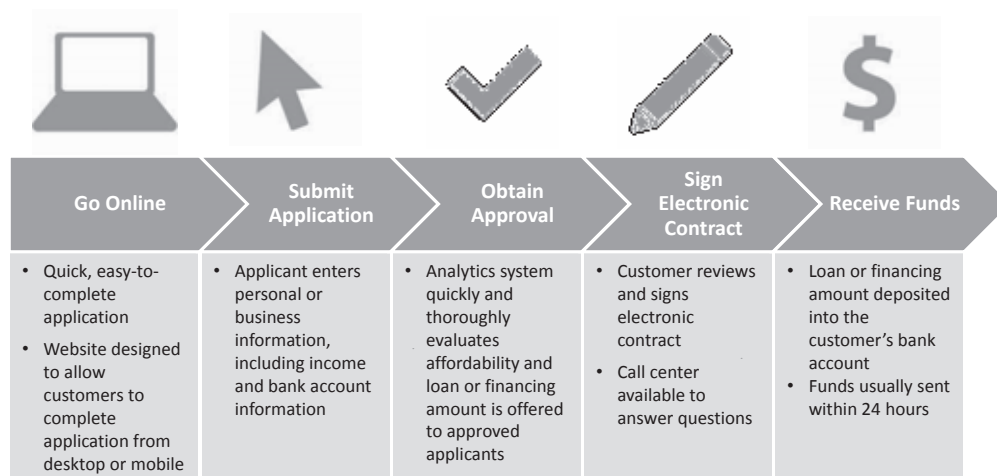 $
Go Online
Submit
Application
Obtain
Approval
Sign
Electronic
Contract
Receive Funds
• Quick, easy-to-
complete
application
• Website designed
to allow
customers to
complete
application from
desktop or mobile
• Applicant enters
personal or
business
information,
including income
and bank account
information
• Analytics system
quickly and
thoroughly
evaluates
affordability and
loan or financing
amount is offered
to approved
applicants
• Customer reviews
and signs
electronic
contract
• Call center
available to
answer questions
• Loan or financing
amount deposited
into the
customer’s bank
account
• Funds usually sent
within 24 hours